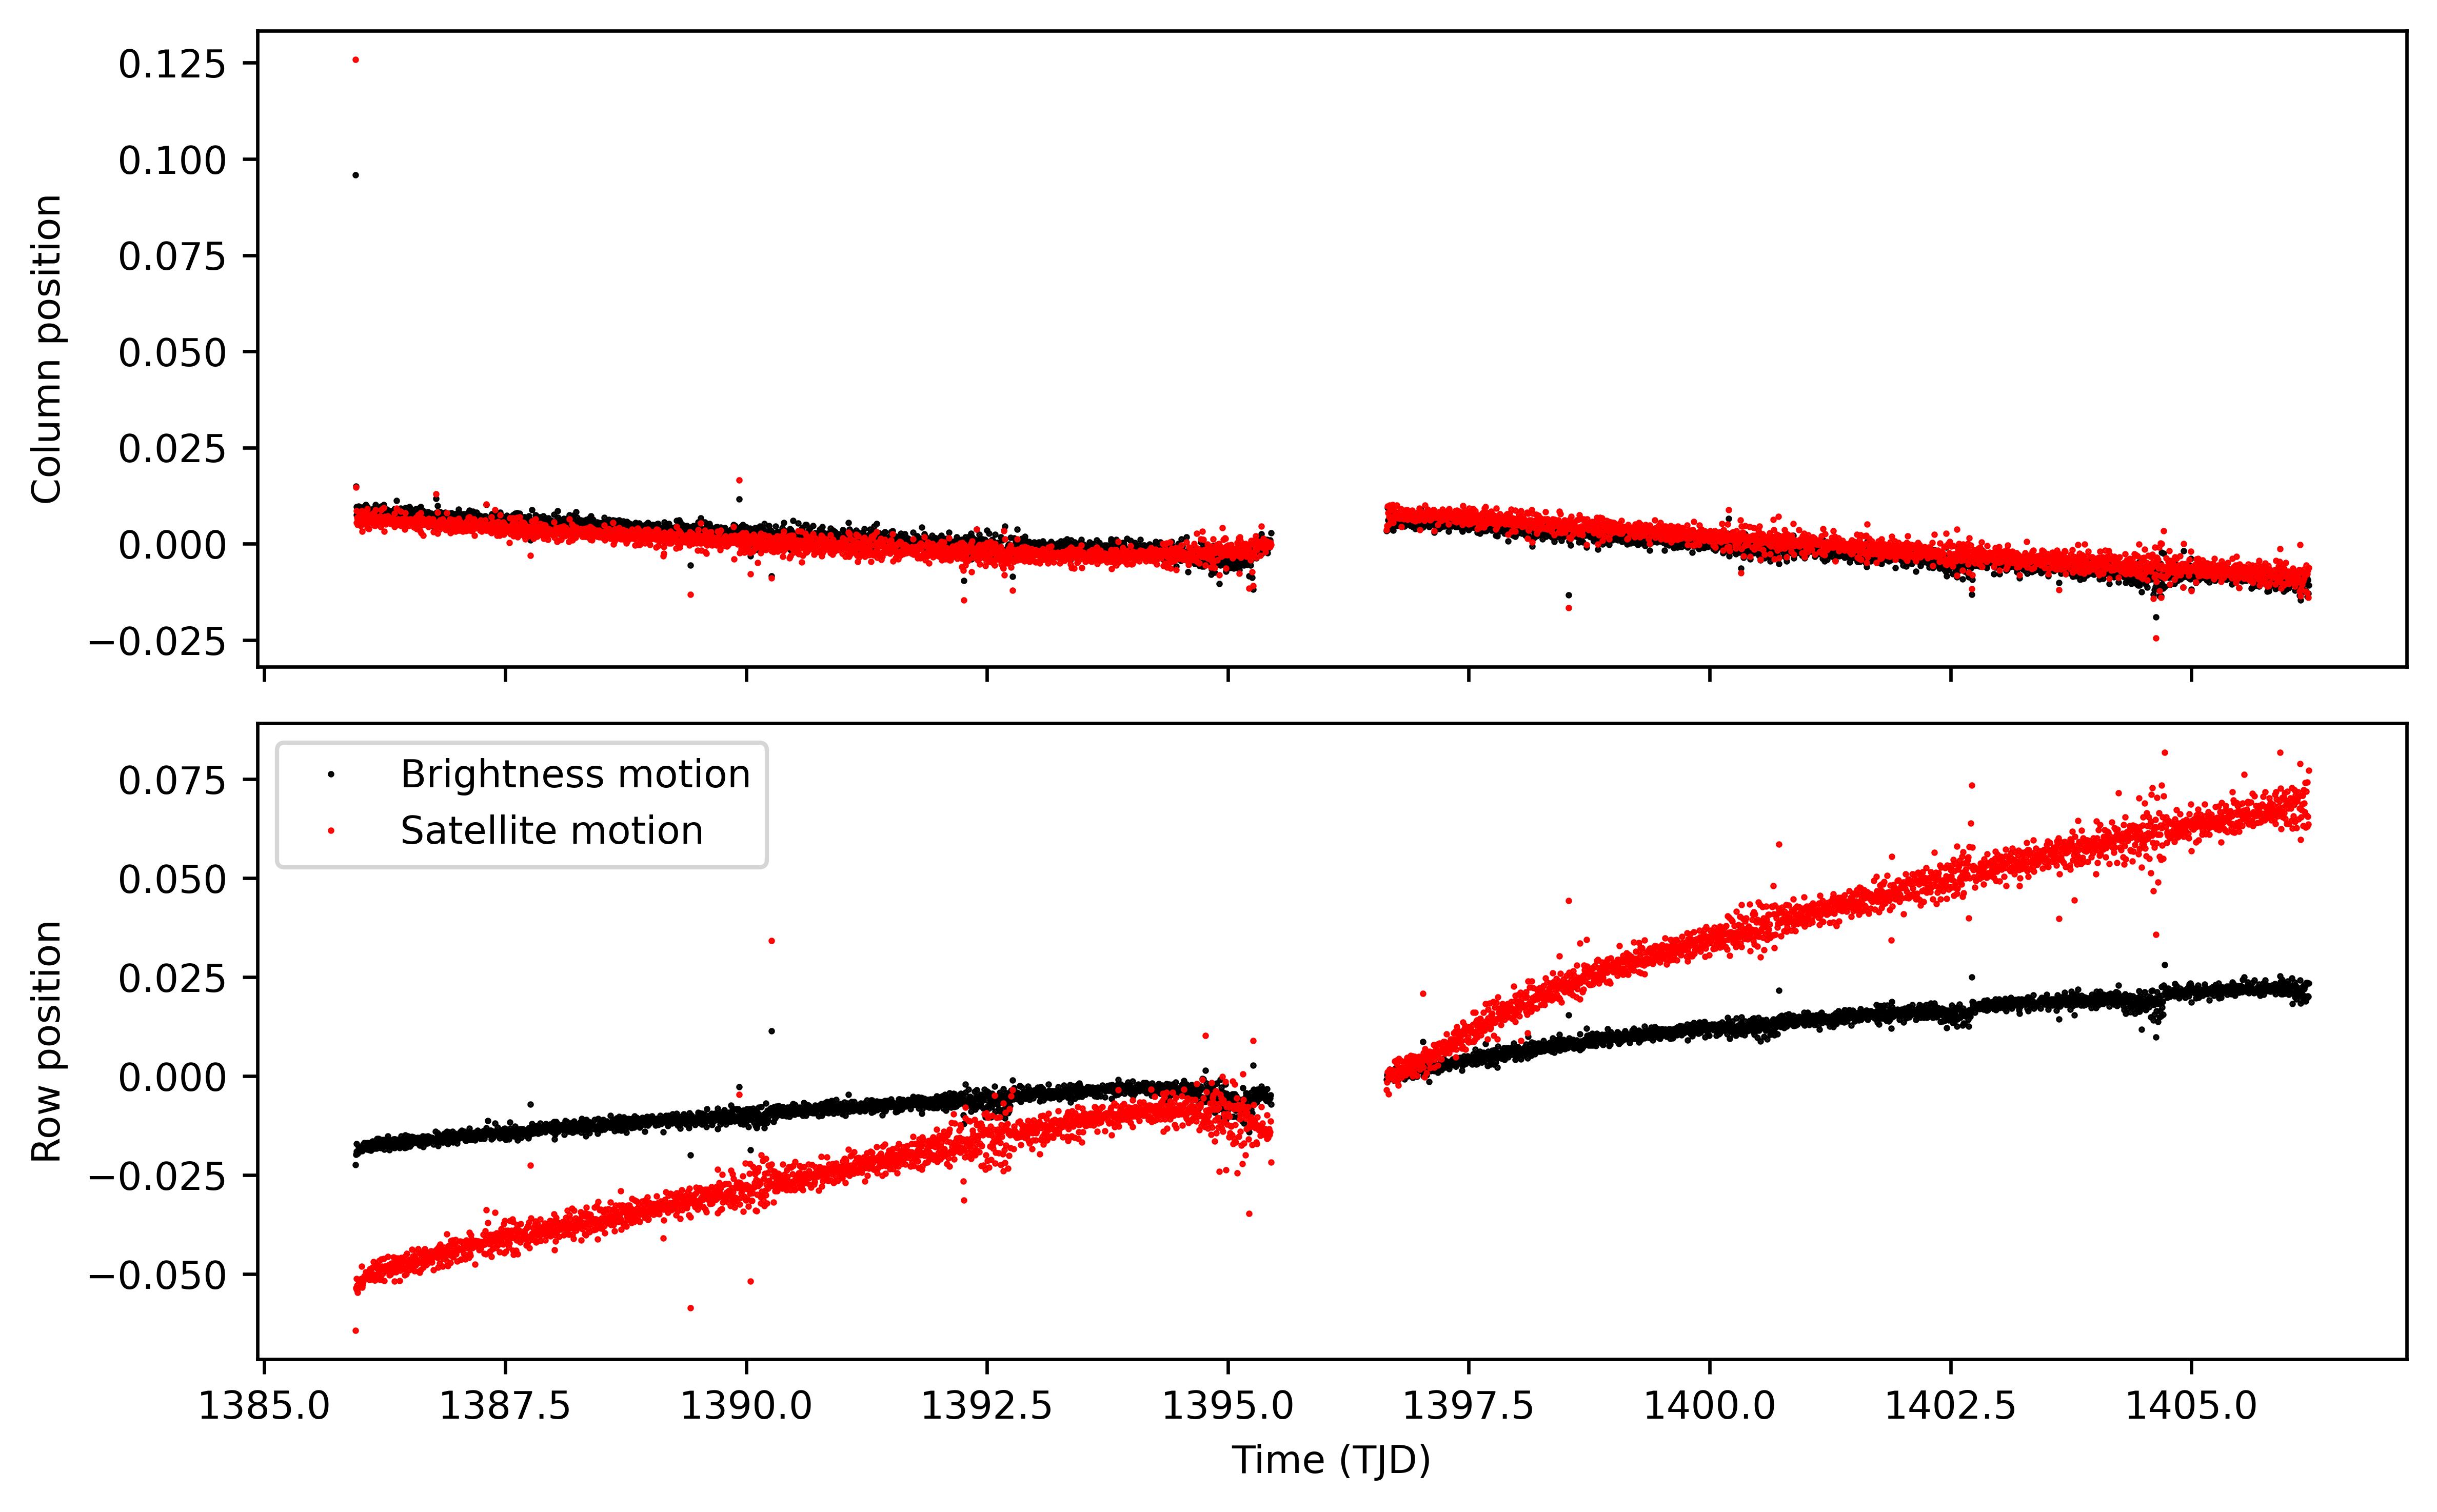 0.125
0.100
0.075
0.050
0.025
0.000
−0.025
Column position
Brightness motion
Satellite motion
0.075
0.050
0.025
0.000
−0.025
−0.050
Row position
1385.0 1387.5 1390.0 1392.5 1395.0 1397.5 1400.0 1402.5 1405.0
Time (TJD)